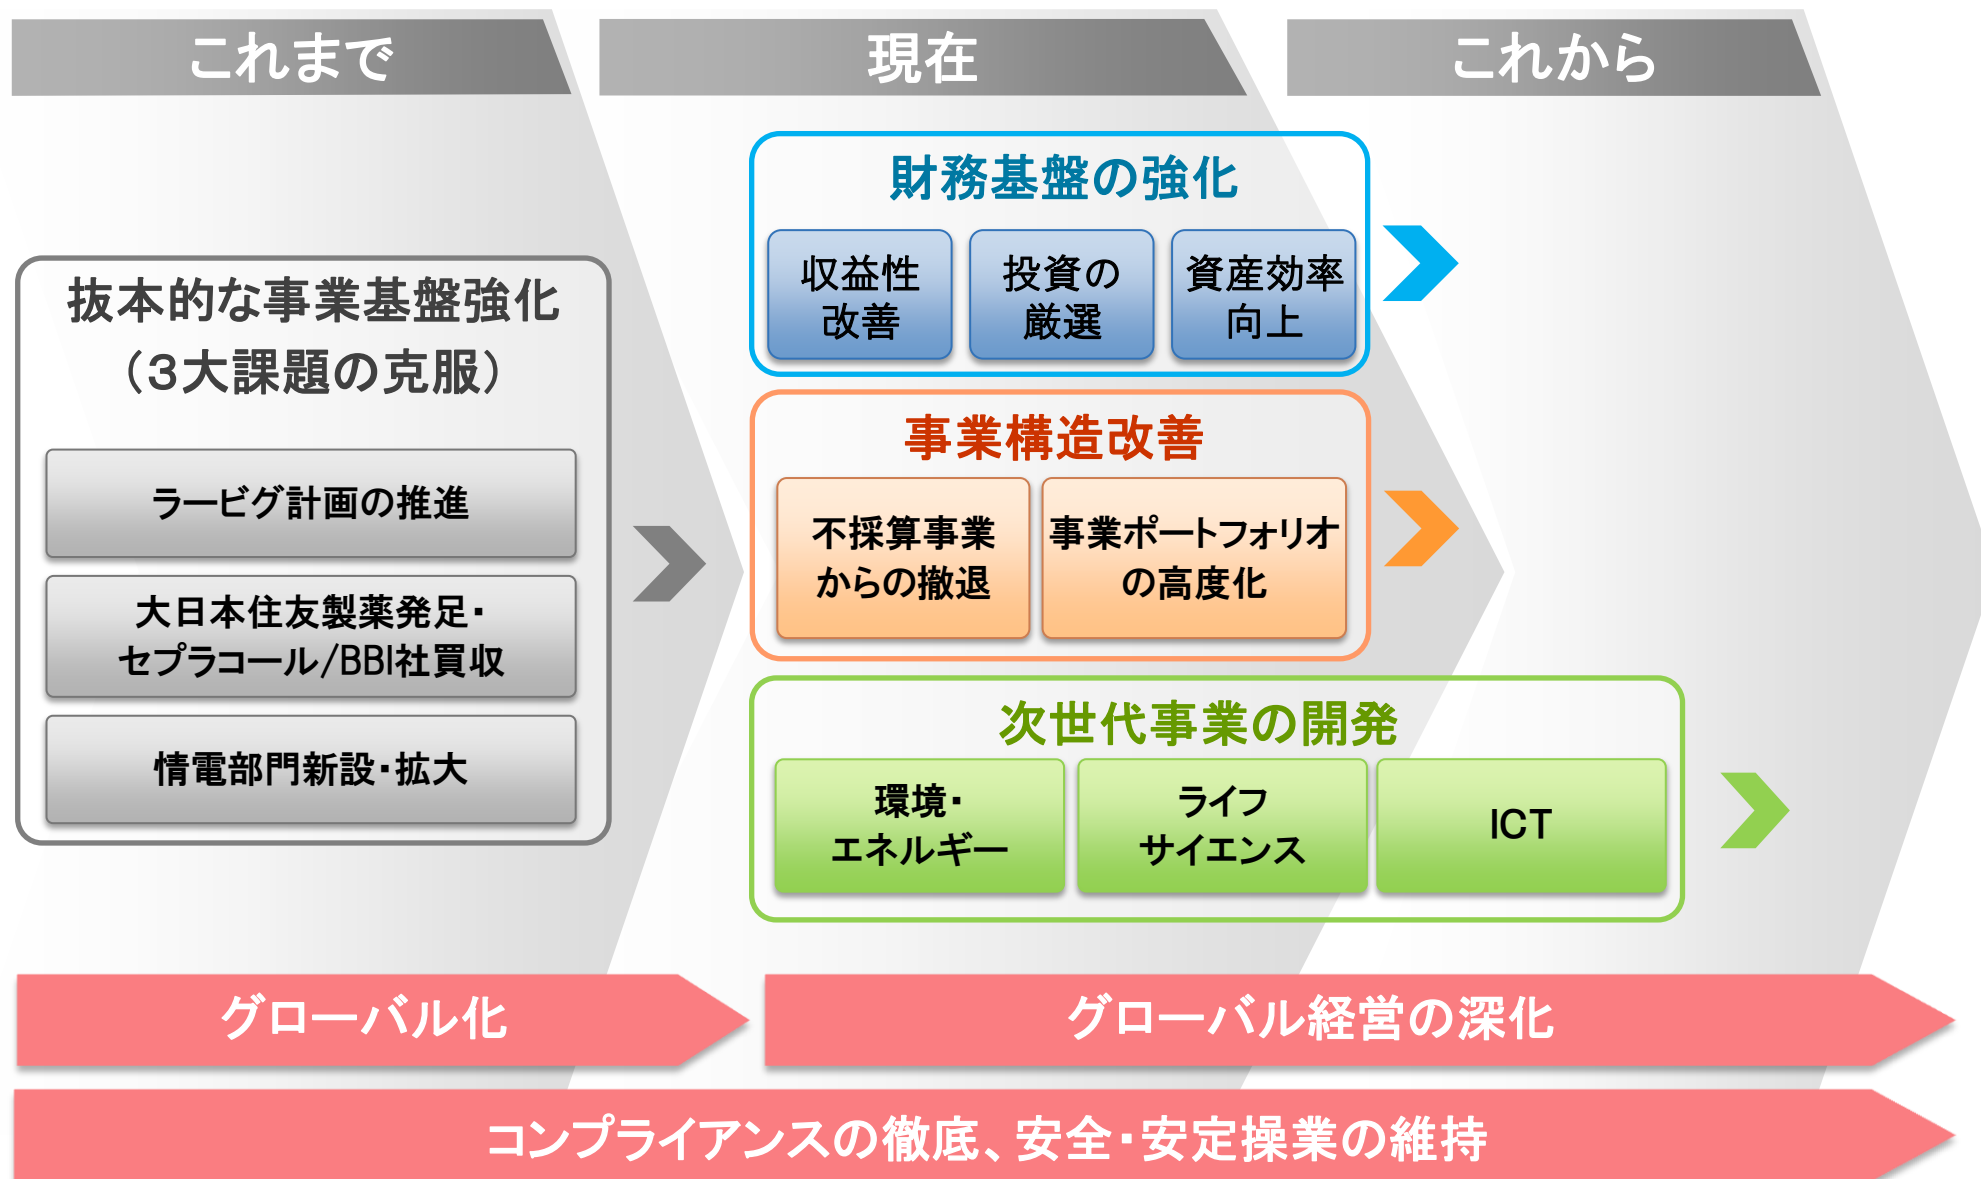 これまで
現在
これから
抜本的な事業基盤強化
（３大課題の克服）
ラービグ計画の推進
大日本住友製薬発足・
セプラコール/BBI社買収
情電部門新設・拡大
財務基盤の強化
収益性
改善
投資の
厳選
資産効率
向上
事業構造改善
不採算事業
からの撤退
事業ポートフォリオ
の高度化
次世代事業の開発
環境・
エネルギー
ライフ
サイエンス
ICT
グローバル化
グローバル経営の深化
コンプライアンスの徹底、安全・安定操業の維持